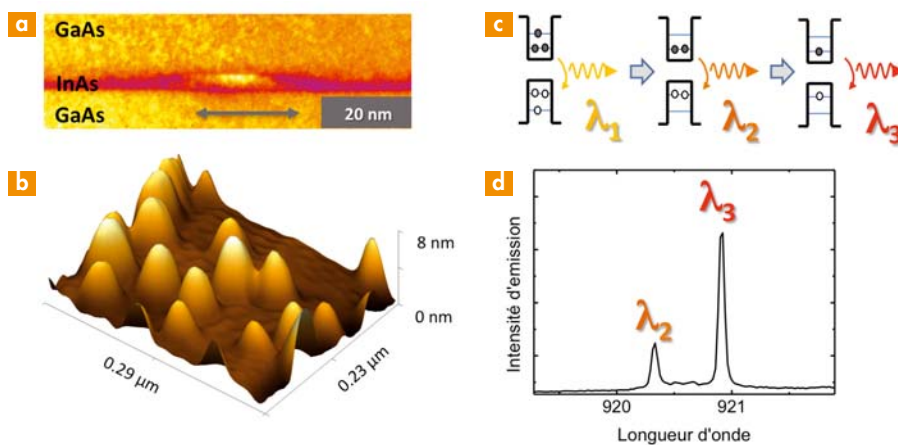 a
GaAs
InAs
GaAs
20 nm
b
8 nm
0 nm
0.29 µm
0.23 µm
c
λ1
λ2
λ3
d
λ3
λ2
Intensité d'emission
920
921
Longueur d'onde